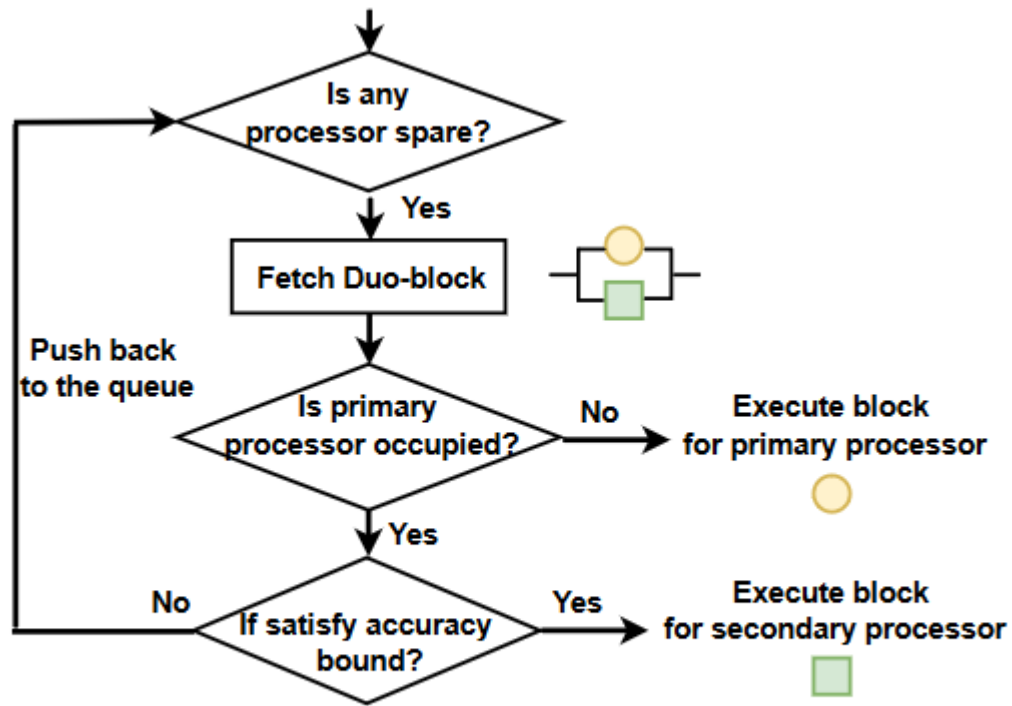 Is any
processor spare?
Yes
Fetch Duo-block
Push back
to the queue
Is primary
processor occupied?
No
Execute block
for primary processor
Yes
No
If satisfy accuracy
bound?
Yes
Execute block
for secondary processor